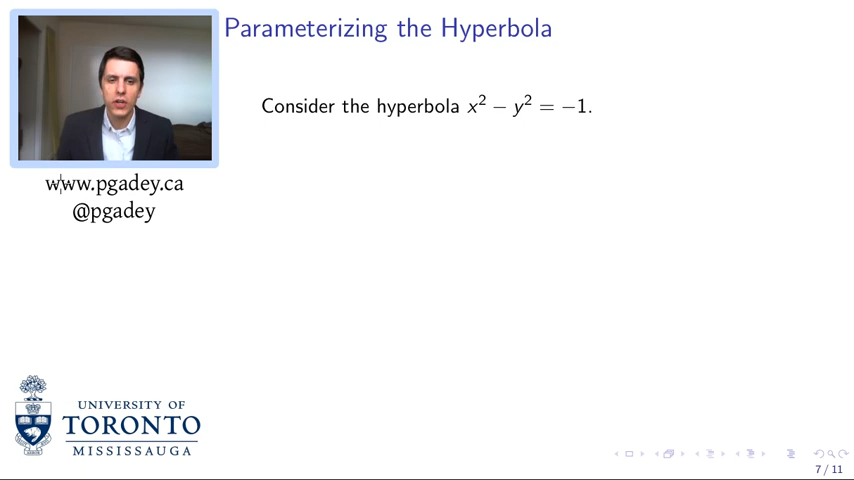 Parameterizing the Hyperbola
Consider the hyperbola x² − y² = −1.
www.pgadey.ca
@pgadey
UNIVERSITY OF
TORONTO
MISSISSAUGA
7 / 11